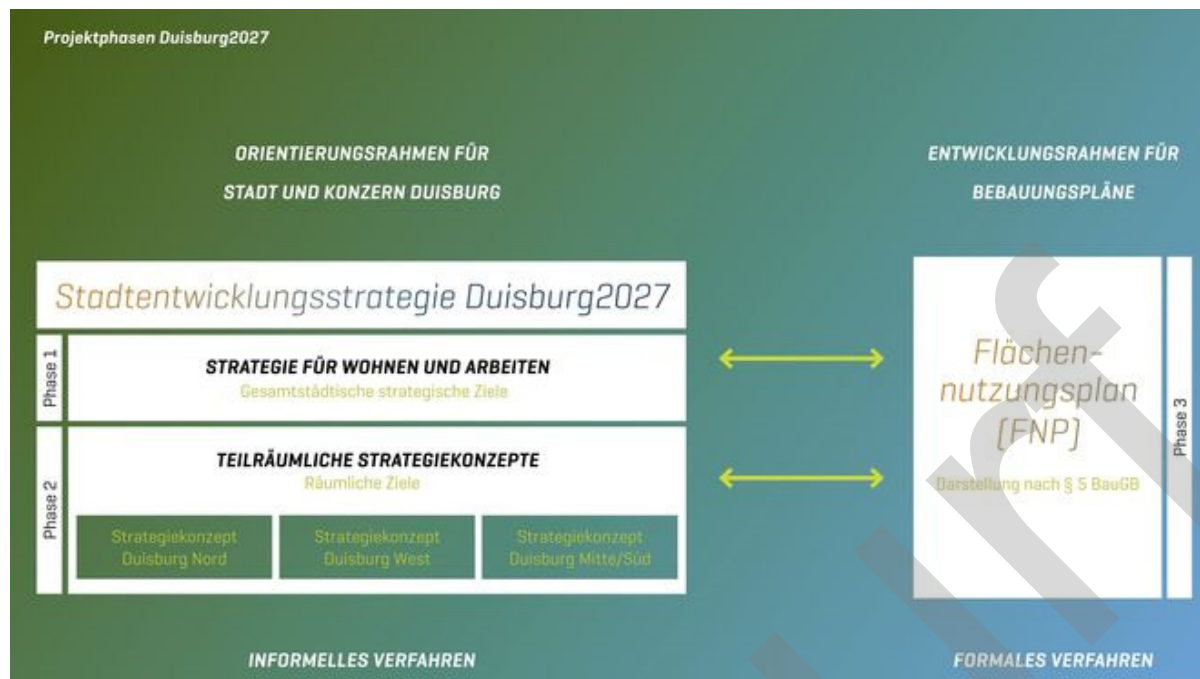 Projektphasen Duisburg2027
ORIENTIERUNGSRAHMEN FÜR
STADT UND KONZERN DUISBURG
ENTWICKLUNGSRAHMEN FÜR
BEBAUUNGSPLÄNE
Stadtentwicklungsstrategie Duisburg2027
Phase 1
STRATEGIE FÜR WOHNEN UND ARBEITEN
Gesamtstädtische strategische Ziele
Phase 2
TEILRÄUMLICHE STRATEGIEKONZEPTE
Räumliche Ziele
Strategiekonzept
Duisburg Nord
Strategiekonzept
Duisburg West
Strategiekonzept
Duisburg Mitte/Süd
Flächen-
nutzungsplan
(FNP)
Darstellung nach § 5 BauGB
Phase 3
INFORMELLES VERFAHREN
FORMALES VERFAHREN